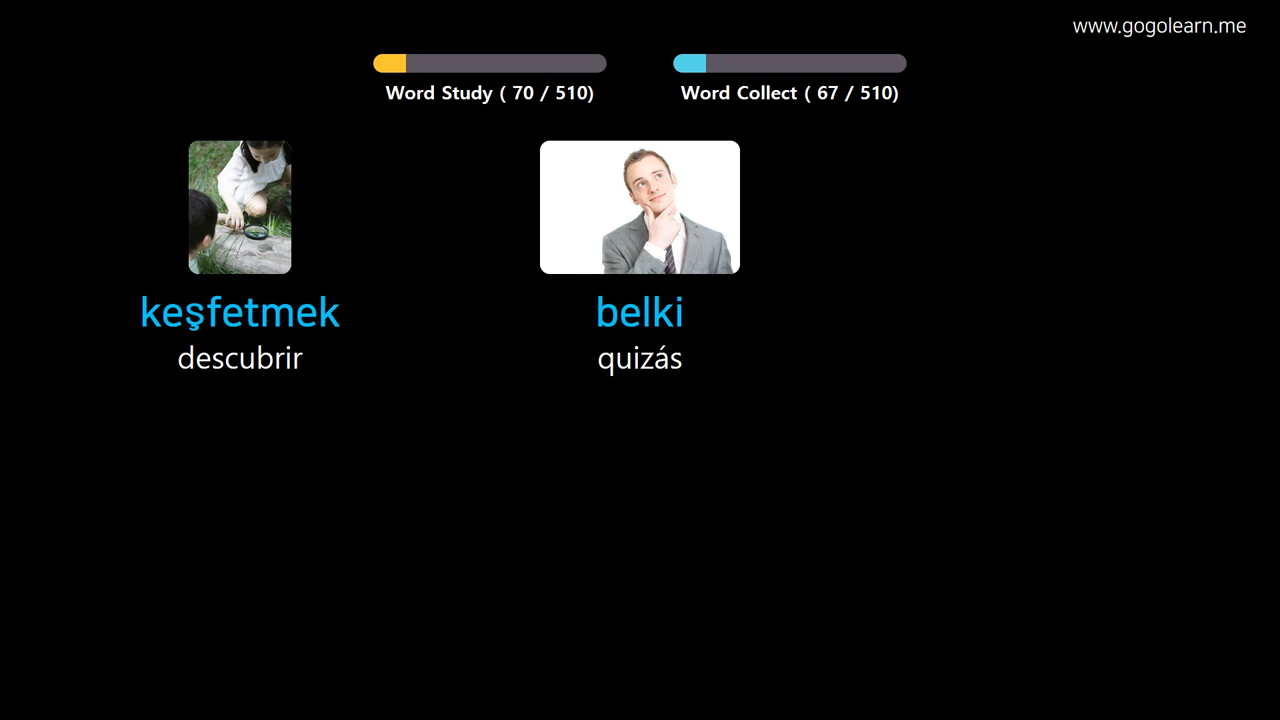 www.gogolearn.me
Word Study ( 70 / 510)
Word Collect ( 67 / 510)
keşfetmek
descubrir
belki
quizás